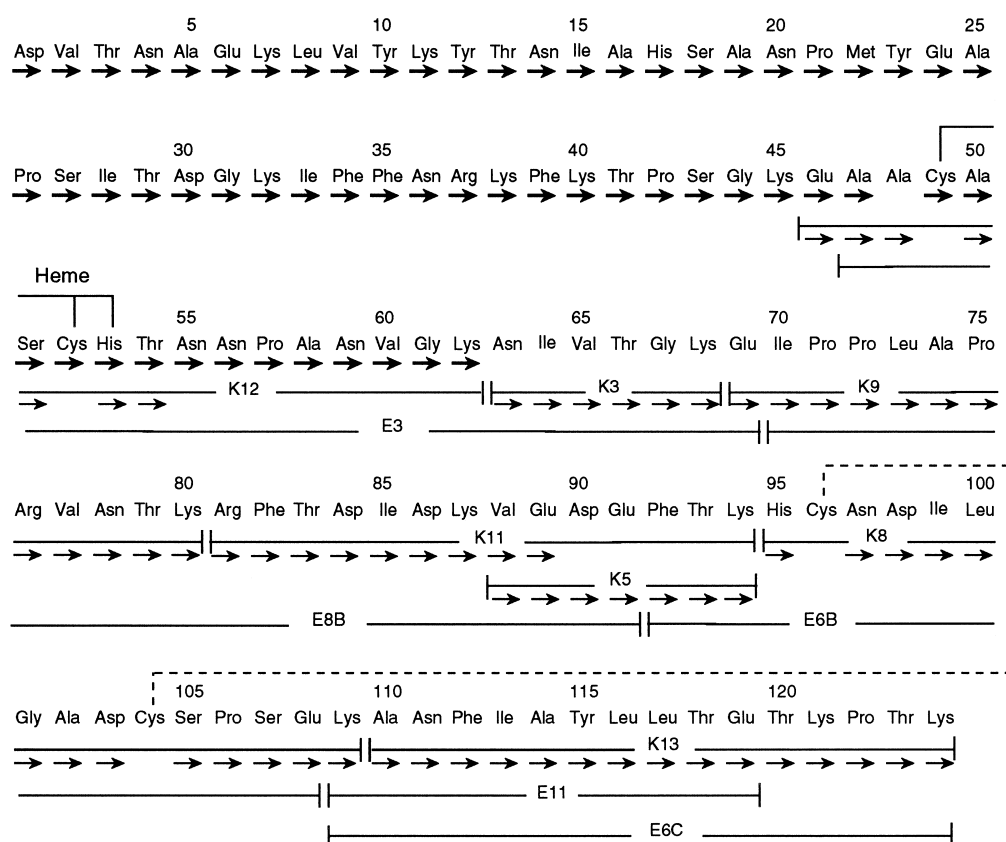 5 10 15 20 25
Asp Val Thr Asn Ala Glu Lys Leu Val Tyr Lys Tyr Thr Asn Ile Ala His Ser Ala Asn Pro Met Tyr Glu Ala
30 35 40 45 50
Pro Ser Ile Thr Asp Gly Lys Ile Phe Phe Asn Arg Lys Phe Lys Thr Pro Ser Gly Lys Glu Ala Ala Cys Ala
Heme
55 60 65 70 75
Ser Cys His Thr Asn Asn Pro Ala Asn Val Gly Lys Asn Ile Val Thr Gly Lys Glu Ile Pro Pro Leu Ala Pro
K12 K3 K9
E3
80 85 90 95 100
Arg Val Asn Thr Lys Arg Phe Thr Asp Ile Asp Lys Val Glu Asp Glu Phe Thr Lys His Cys Asn Asp Ile Leu
K11 K8
K5
E8B E6B
105 110 115 120
Gly Ala Asp Cys Ser Pro Ser Glu Lys Ala Asn Phe Ile Ala Tyr Leu Leu Thr Glu Thr Lys Pro Thr Lys
K13
E11
E6C